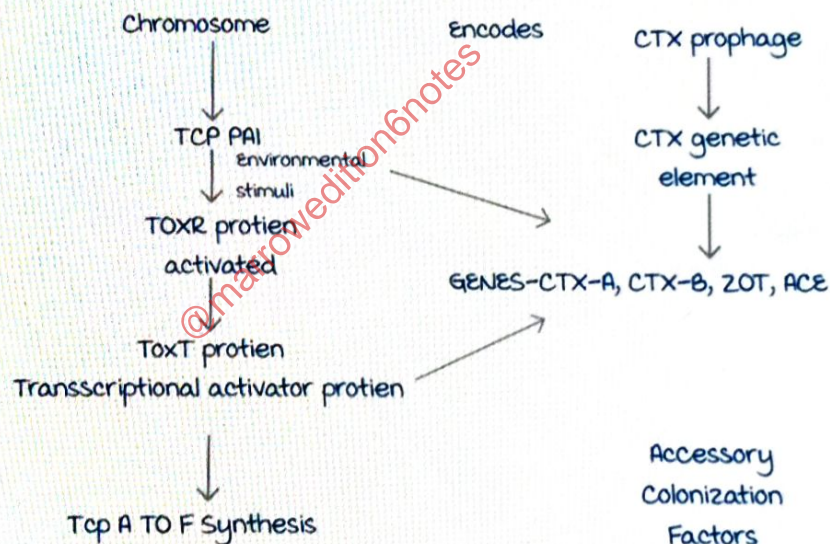 Chromosome
Encodes
CTX prophage
TCP PAI
Environmental
stimuli
CTX genetic
element
TOXR protien
activated
GENES-CTX-A, CTX-B, ZOT, ACE
ToxT protien
Transscriptional activator protien
Accessory
Colonization
Factors
Tcp A TO F Synthesis
@marrowedition6notes